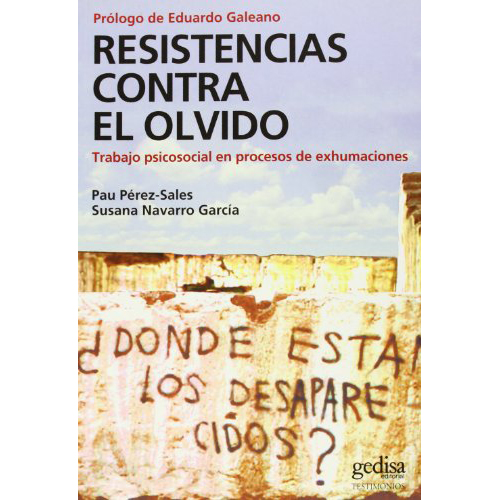 Prólogo de Eduardo Galeano
RESISTENCIAS
CONTRA
EL OLVIDO
Trabajo psicosocial en procesos de exhumaciones
Pau Pérez-Sales
Susana Navarro García
¿DONDE ESTAN
LOS DESAPARE
CIDOS?
gedisa
editorial
TESTIMONIOS